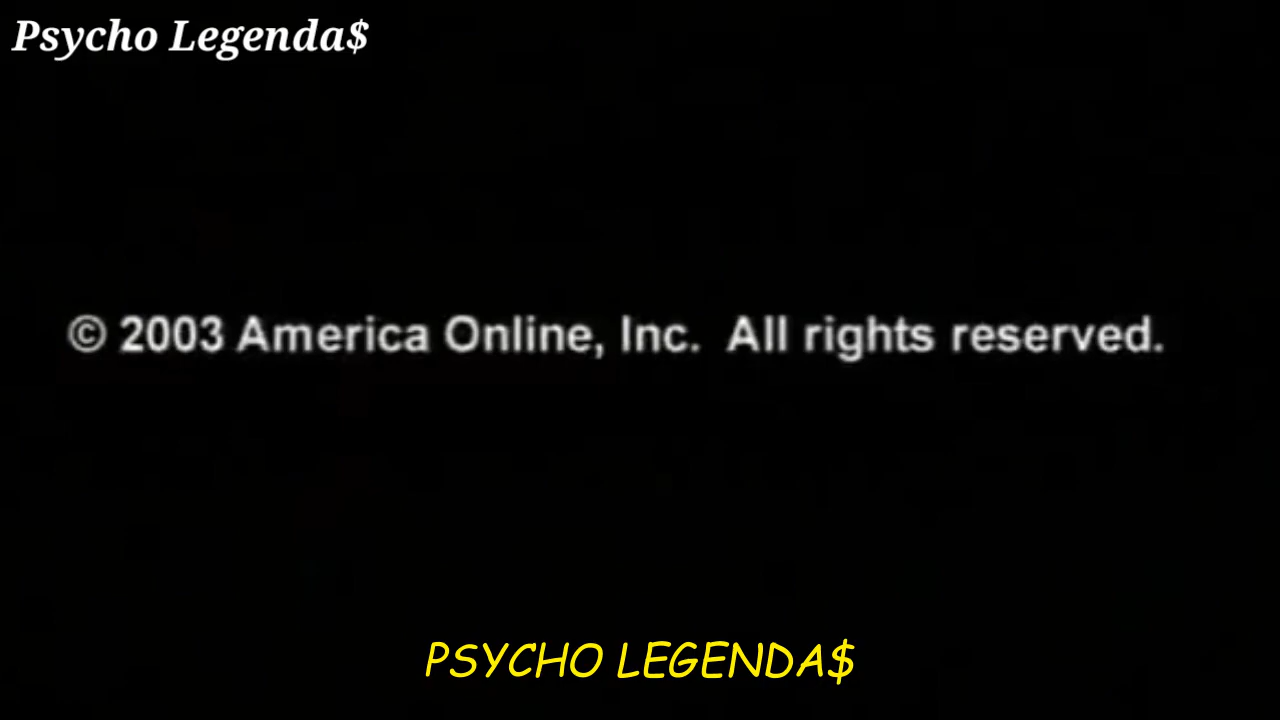 Psycho Legenda$
© 2003 America Online, Inc. All rights reserved.
PSYCHO LEGENDA$